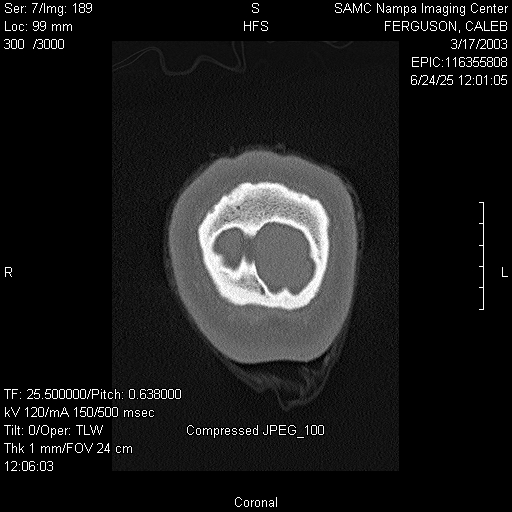 Ser: 7/Img: 189
S
SAMC Nampa Imaging Center
Loc: 99 mm
HFS
FERGUSON, CALEB
300 /3000
3/17/2003
EPIC:116355808
6/24/25 12:01:05
R
L
TF: 25.500000/Pitch: 0.638000
kV 120/mA 150/500 msec
Tilt: 0/Oper: TLW
Compressed JPEG_100
Thk 1 mm/FOV 24 cm
12:06:03
Coronal